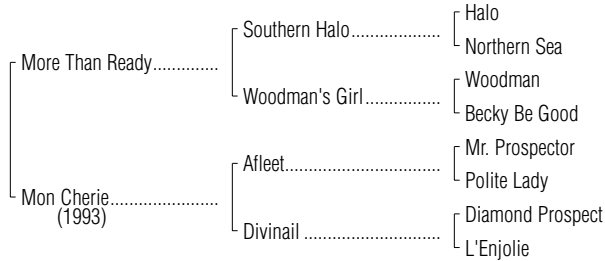 Halo
Southern Halo..................
Northern Sea
More Than Ready.............
Woodman
Woodman's Girl...............
Becky Be Good
Mr. Prospector
Afleet...............................
Polite Lady
Mon Cherie.....................
(1993)
Diamond Prospect
Divinail ...........................
L'Enjolie